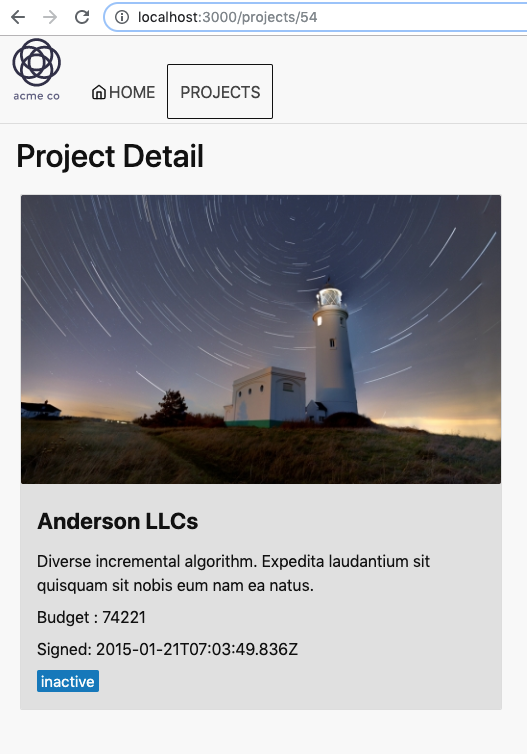 localhost:3000/projects/54
acme co
HOME
PROJECTS
Project Detail
Anderson LLCs
Diverse incremental algorithm. Expedita laudantium sit
quisquam sit nobis eum nam ea natus.
Budget : 74221
Signed: 2015-01-21T07:03:49.836Z
inactive